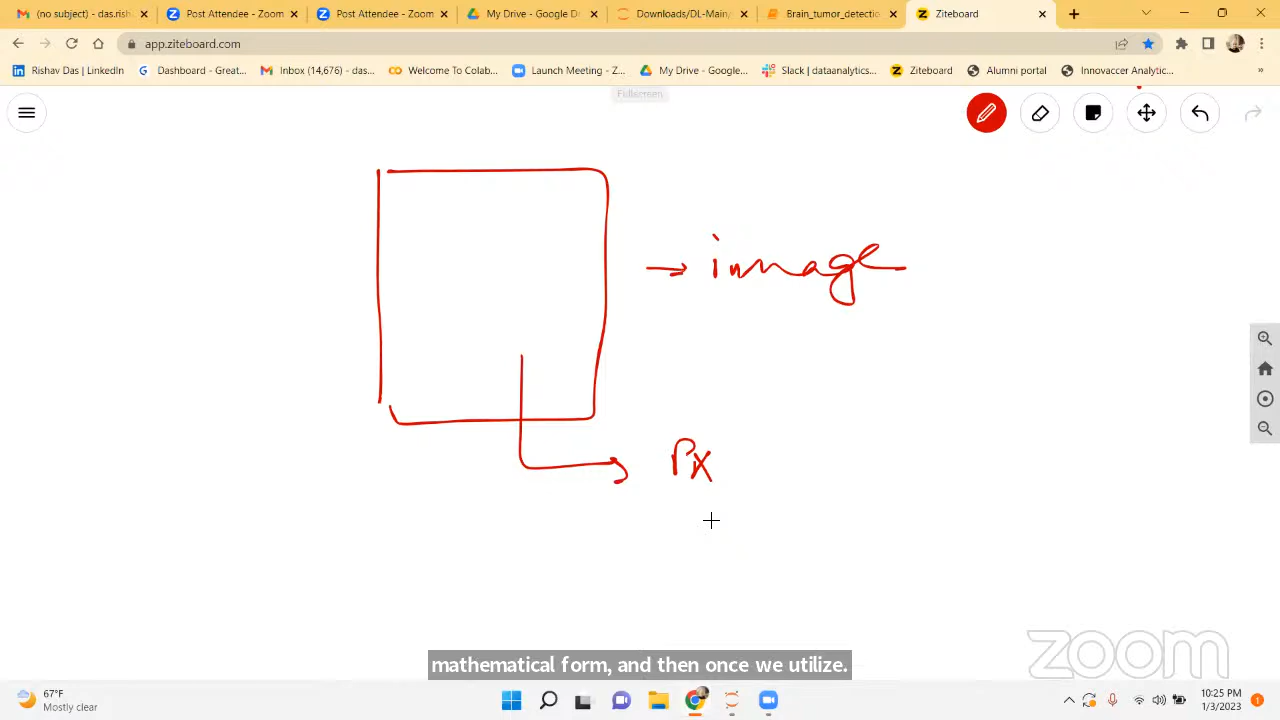 (no subject) - das.rish
Post Attendee - Zoom
Post Attendee - Zoom
My Drive - Google D
Downloads/DL-Main/
Brain_tumor_detectio
Ziteboard
app.ziteboard.com
Rishav Das | LinkedIn
Dashboard - Great...
Inbox (14,676) - das...
Welcome To Colab...
Launch Meeting - Z...
My Drive - Google...
Slack | dataanalytics...
Ziteboard
Alumni portal
Innovaccer Analytic...
»
Fullscreen
→ image
Px
mathematical form, and then once we utilize.
zoom
67°F
Mostly clear
10:25 PM
1/3/2023
1